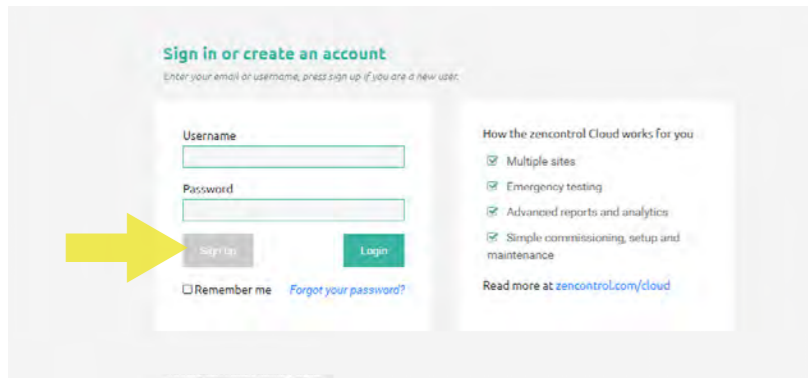 Sign in or create an account
Enter your email or username, press sign up if you are a new user.
Username
Password
Sign up
Login
Remember me
Forgot your password?
How the zencontrol Cloud works for you
Multiple sites
Emergency testing
Advanced reports and analytics
Simple commissioning, setup and
maintenance
Read more at zencontrol.com/cloud